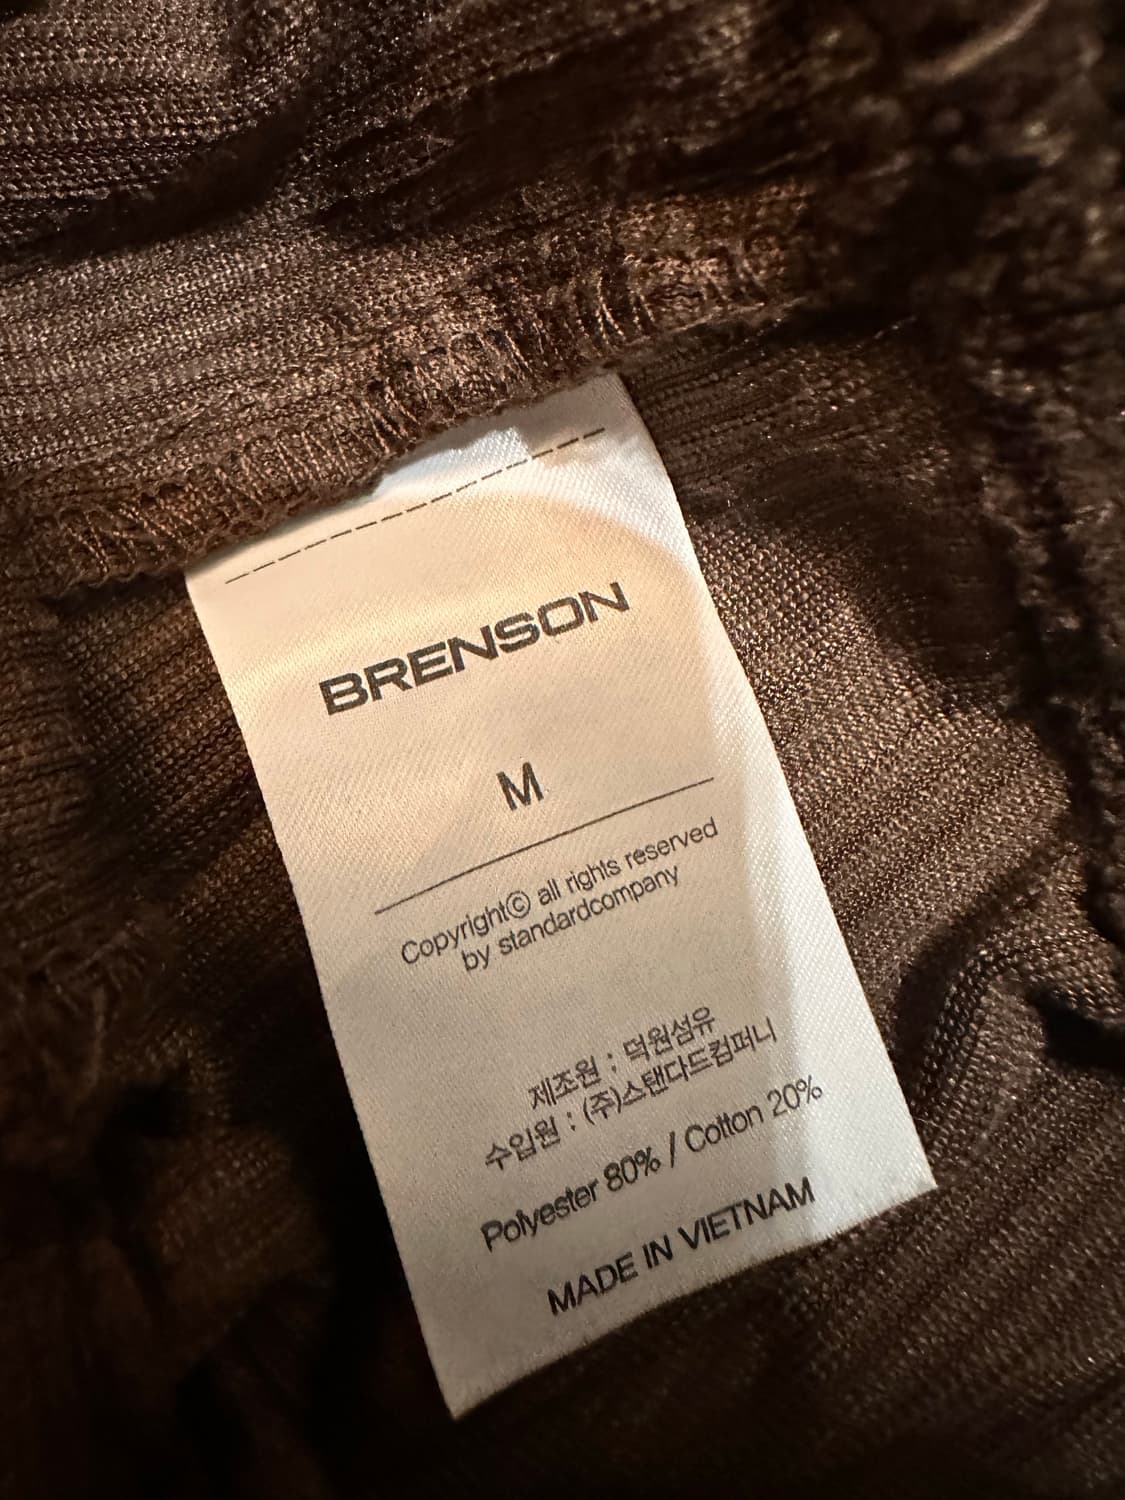 BRENSON
M
Copyright© all rights reserved
by standardcompany
제조원 : 덕원섬유
수입원 : (주)스탠다드컴퍼니
Polyester 80% / Cotton 20%
MADE IN VIETNAM